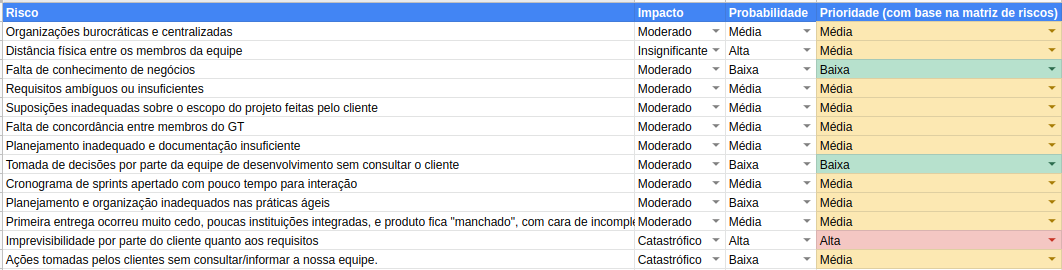 Risco Impacto Probabilidade Prioridade (com base na matriz de riscos)
Organizações burocráticas e centralizadas Moderado Média Média
Distância física entre os membros da equipe Insignificante Alta Média
Falta de conhecimento de negócios Moderado Baixa Baixa
Requisitos ambíguos ou insuficientes Moderado Média Média
Suposições inadequadas sobre o escopo do projeto feitas pelo cliente Moderado Média Média
Falta de concordância entre membros do GT Moderado Média Média
Planejamento inadequado e documentação insuficiente Moderado Média Média
Tomada de decisões por parte da equipe de desenvolvimento sem consultar o cliente Moderado Baixa Baixa
Cronograma de sprints apertado com pouco tempo para interação Moderado Média Média
Planejamento e organização inadequados nas práticas ágeis Moderado Baixa Média
Primeira entrega ocorreu muito cedo, poucas instituições integradas, e produto fica "manchado", com cara de incomple Moderado Média Média
Imprevisibilidade por parte do cliente quanto aos requisitos Catastrófico Alta Alta
Ações tomadas pelos clientes sem consultar/informar a nossa equipe. Catastrófico Baixa Média